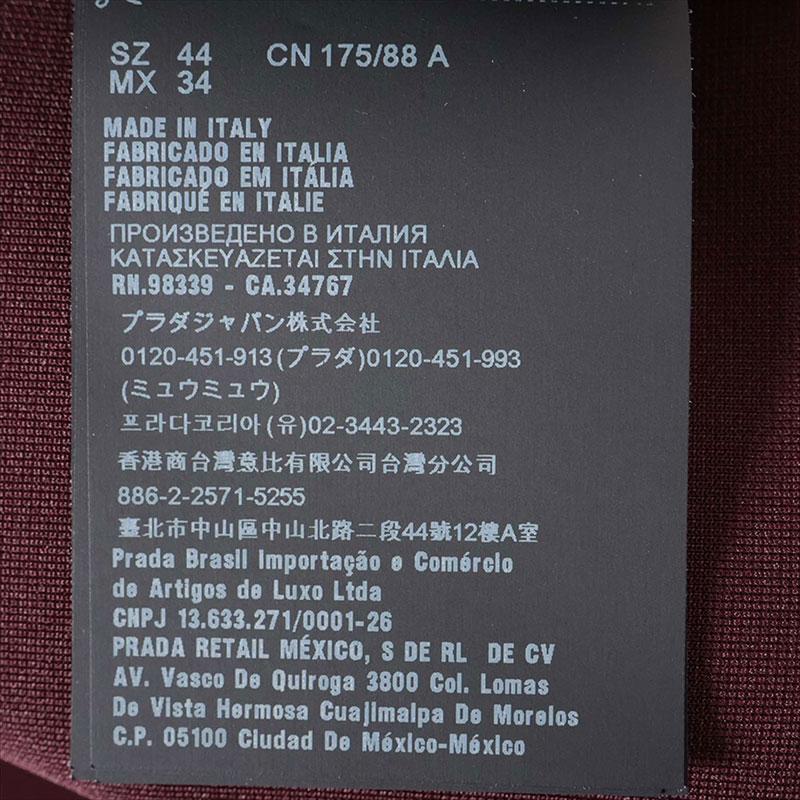 SZ 44 CN 175/88 A
MX 34
MADE IN ITALY
FABRICADO EN ITALIA
FABRICADO EM ITÁLIA
FABRIQUÉ EN ITALIE
ПРОИЗВЕДЕНО В ИТАЛИЯ
ΚΑΤΑΣΚΕΥΑΖΕΤΑΙ ΣΤΗΝ ΙΤΑΛΙΑ
RN.98339 - CA.34767
プラダジャパン株式会社
0120-451-913(プラダ)0120-451-993
(ミュウミュウ)
프라다코리아(유)02-3443-2323
香港商台灣意比有限公司台灣分公司
886-2-2571-5255
臺北市中山區中山北路二段44號12樓A室
Prada Brasil Importação e Comércio
de Artigos de Luxo Ltda
CNPJ 13.633.271/0001-26
PRADA RETAIL MÉXICO, S DE RL DE CV
AV. Vasco De Quiroga 3800 Col. Lomas
De Vista Hermosa Cuajimalpa De Morelos
C.P. 05100 Ciudad De México-México